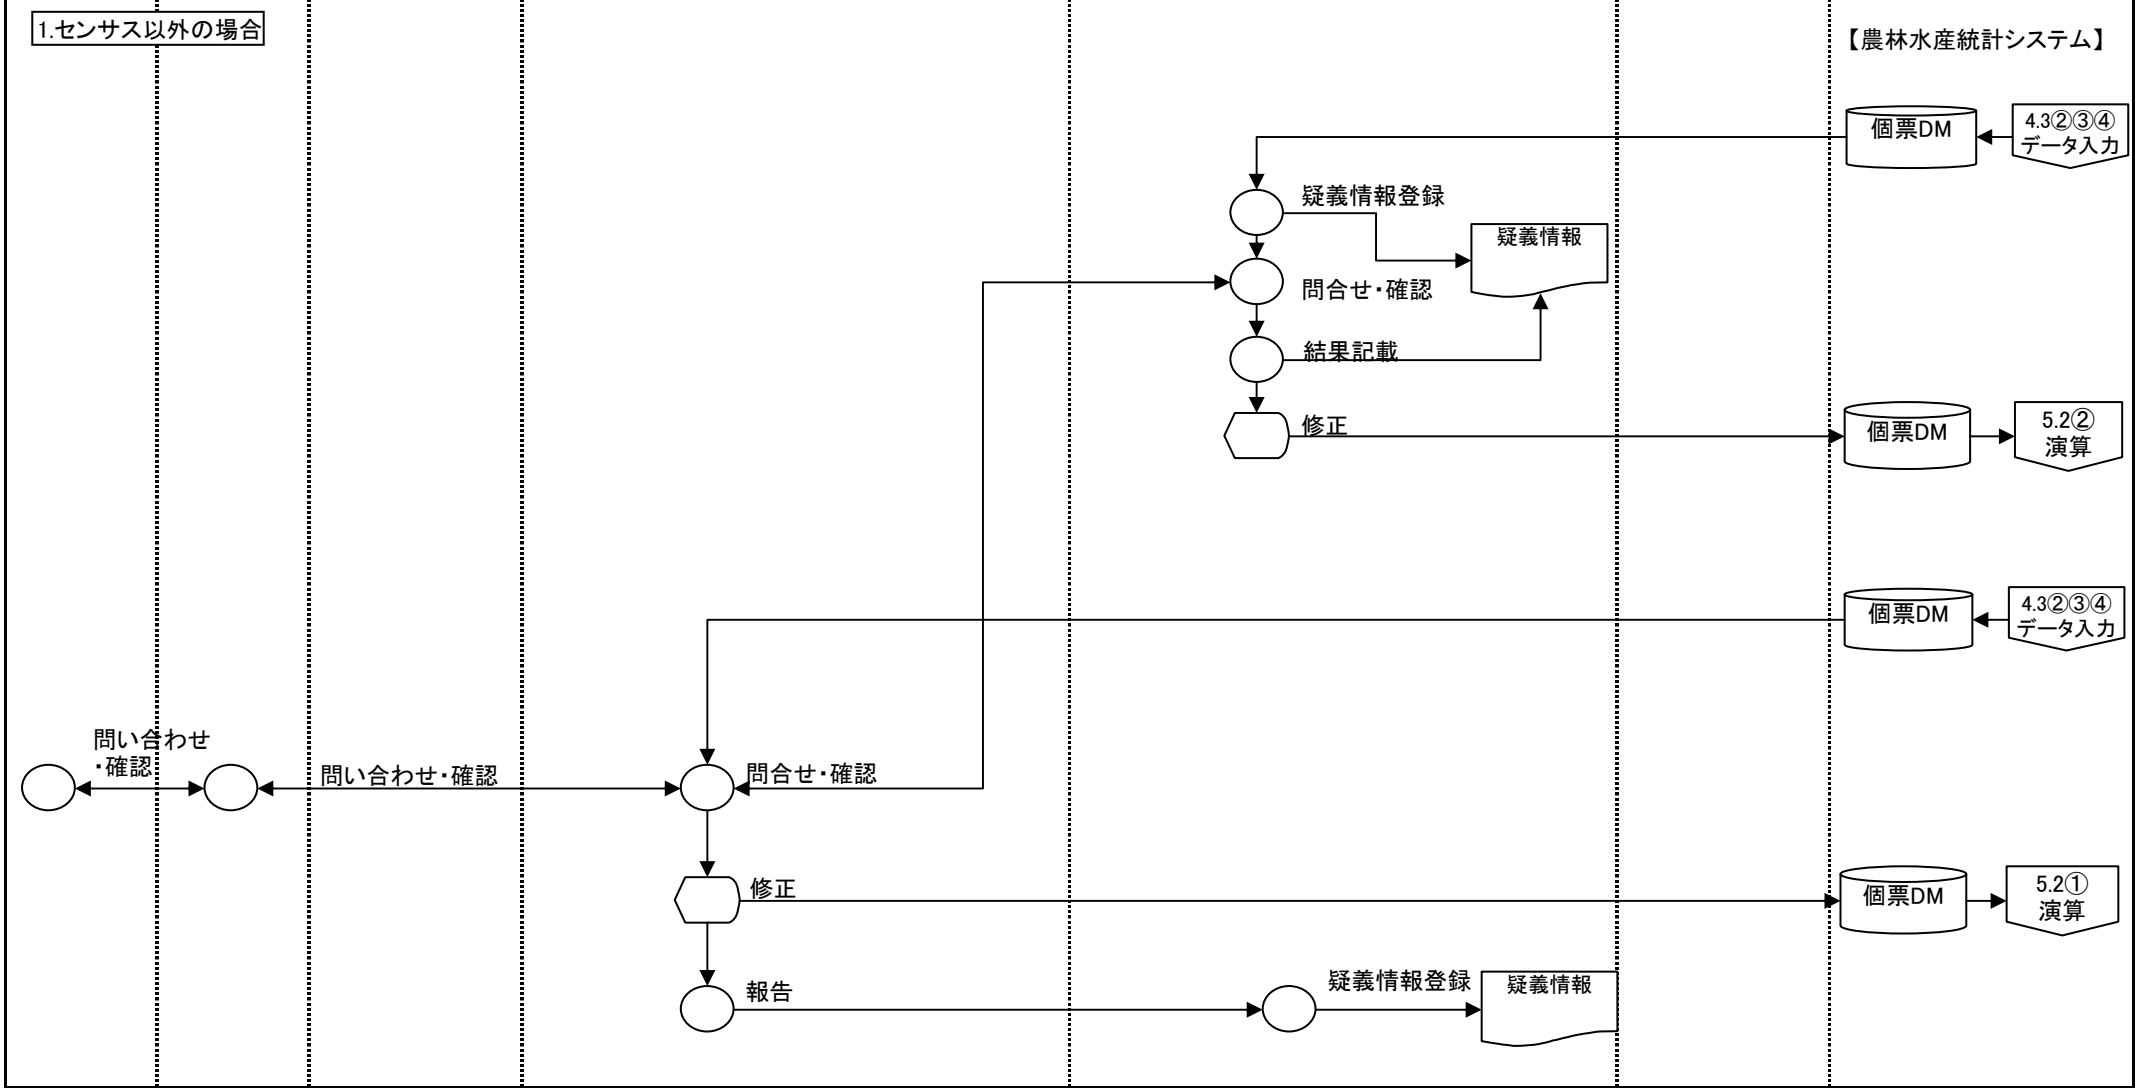 1.センサス以外の場合
【農林水産統計システム】
個票DM
4.3②③④
データ入力
疑義情報登録
疑義情報
問合せ・確認
結果記載
修正
個票DM
5.2②
演算
個票DM
4.3②③④
データ入力
問い合わせ
・確認
問い合わせ・確認
問合せ・確認
修正
個票DM
5.2①
演算
報告
疑義情報登録
疑義情報